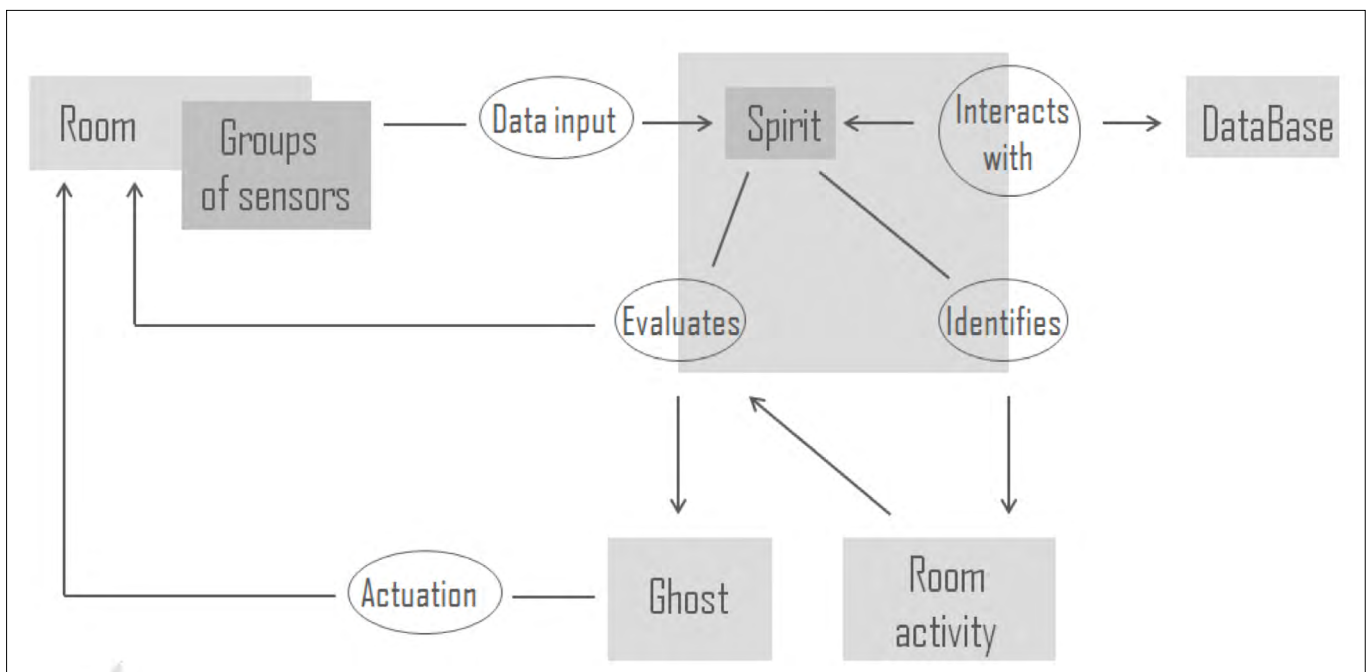 Room
Groups
of sensors
Data input
Spirit
Interacts
with
DataBase
Evaluates
Identifies
Actuation
Ghost
Room
activity